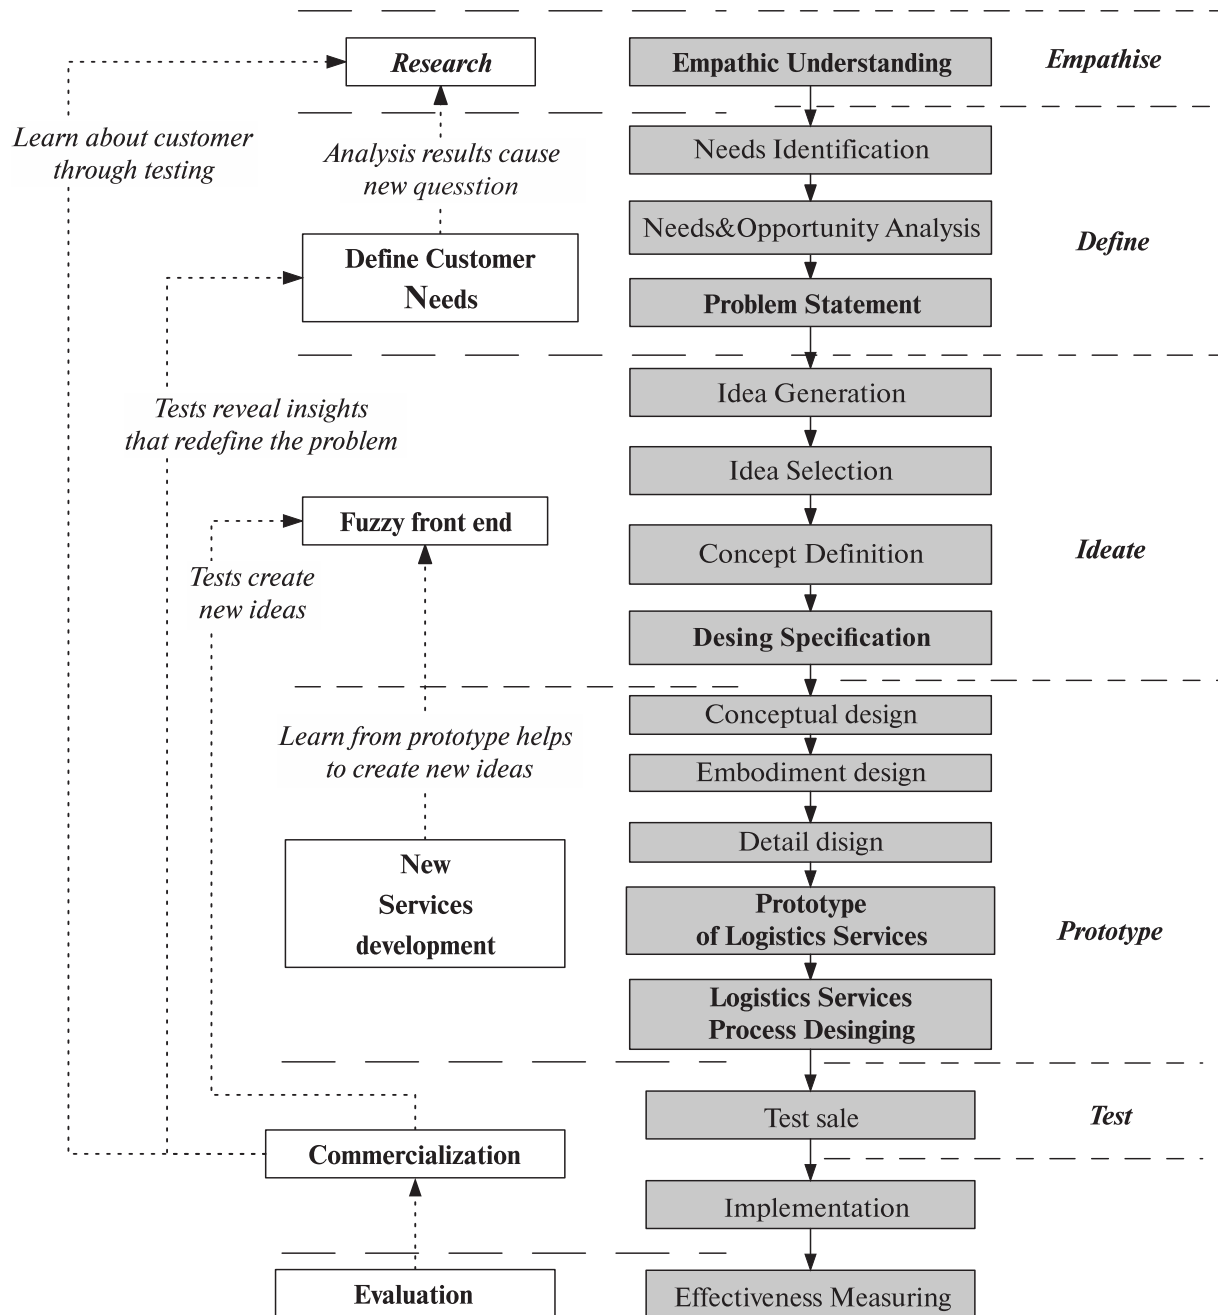 Research
Empathic Understanding
Empathise
Learn about customer
through testing
Analysis results cause
new quesstion
Needs Identification
Needs&Opportunity Analysis
Define
Define Customer
Needs
Problem Statement
Tests reveal insights
that redefine the problem
Idea Generation
Idea Selection
Fuzzy front end
Concept Definition
Ideate
Tests create
new ideas
Desing Specification
Conceptual design
Learn from prototype helps
to create new ideas
Embodiment design
Detail disign
New
Services
development
Prototype
of Logistics Services
Prototype
Logistics Services
Process Desinging
Test sale
Test
Commercialization
Implementation
Evaluation
Effectiveness Measuring